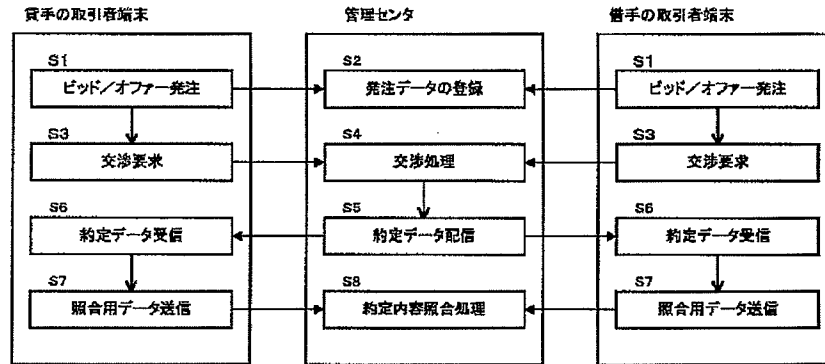 貸手の取引者端末
管理センタ
借手の取引者端末
S1
ビッド／オファー発注
S2
発注データの登録
S1
ビッド／オファー発注
S3
交渉要求
S4
交渉処理
S3
交渉要求
S6
約定データ受信
S5
約定データ配信
S6
約定データ受信
S7
照合用データ送信
S8
約定内容照合処理
S7
照合用データ送信